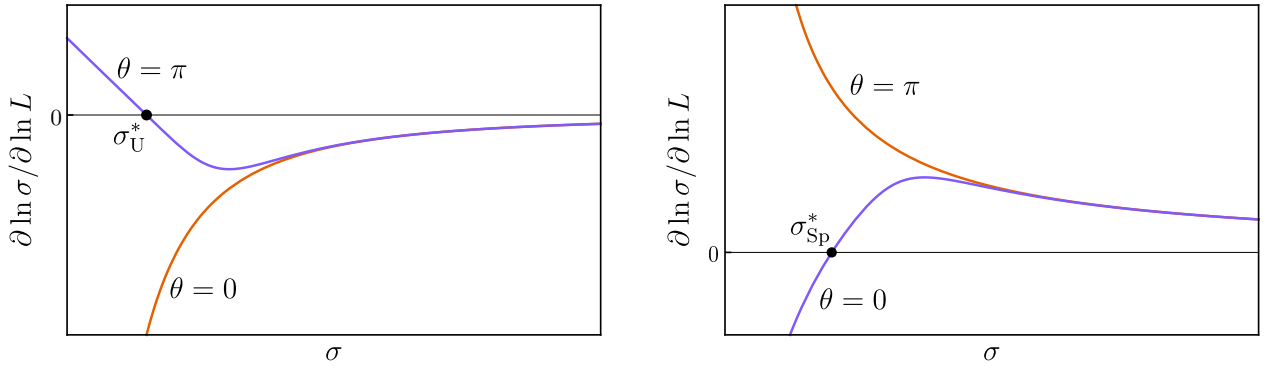 ∂ ln σ/∂ ln L
0
θ = π
σ*_U
θ = 0
σ
∂ ln σ/∂ ln L
0
θ = π
σ*_Sp
θ = 0
σ